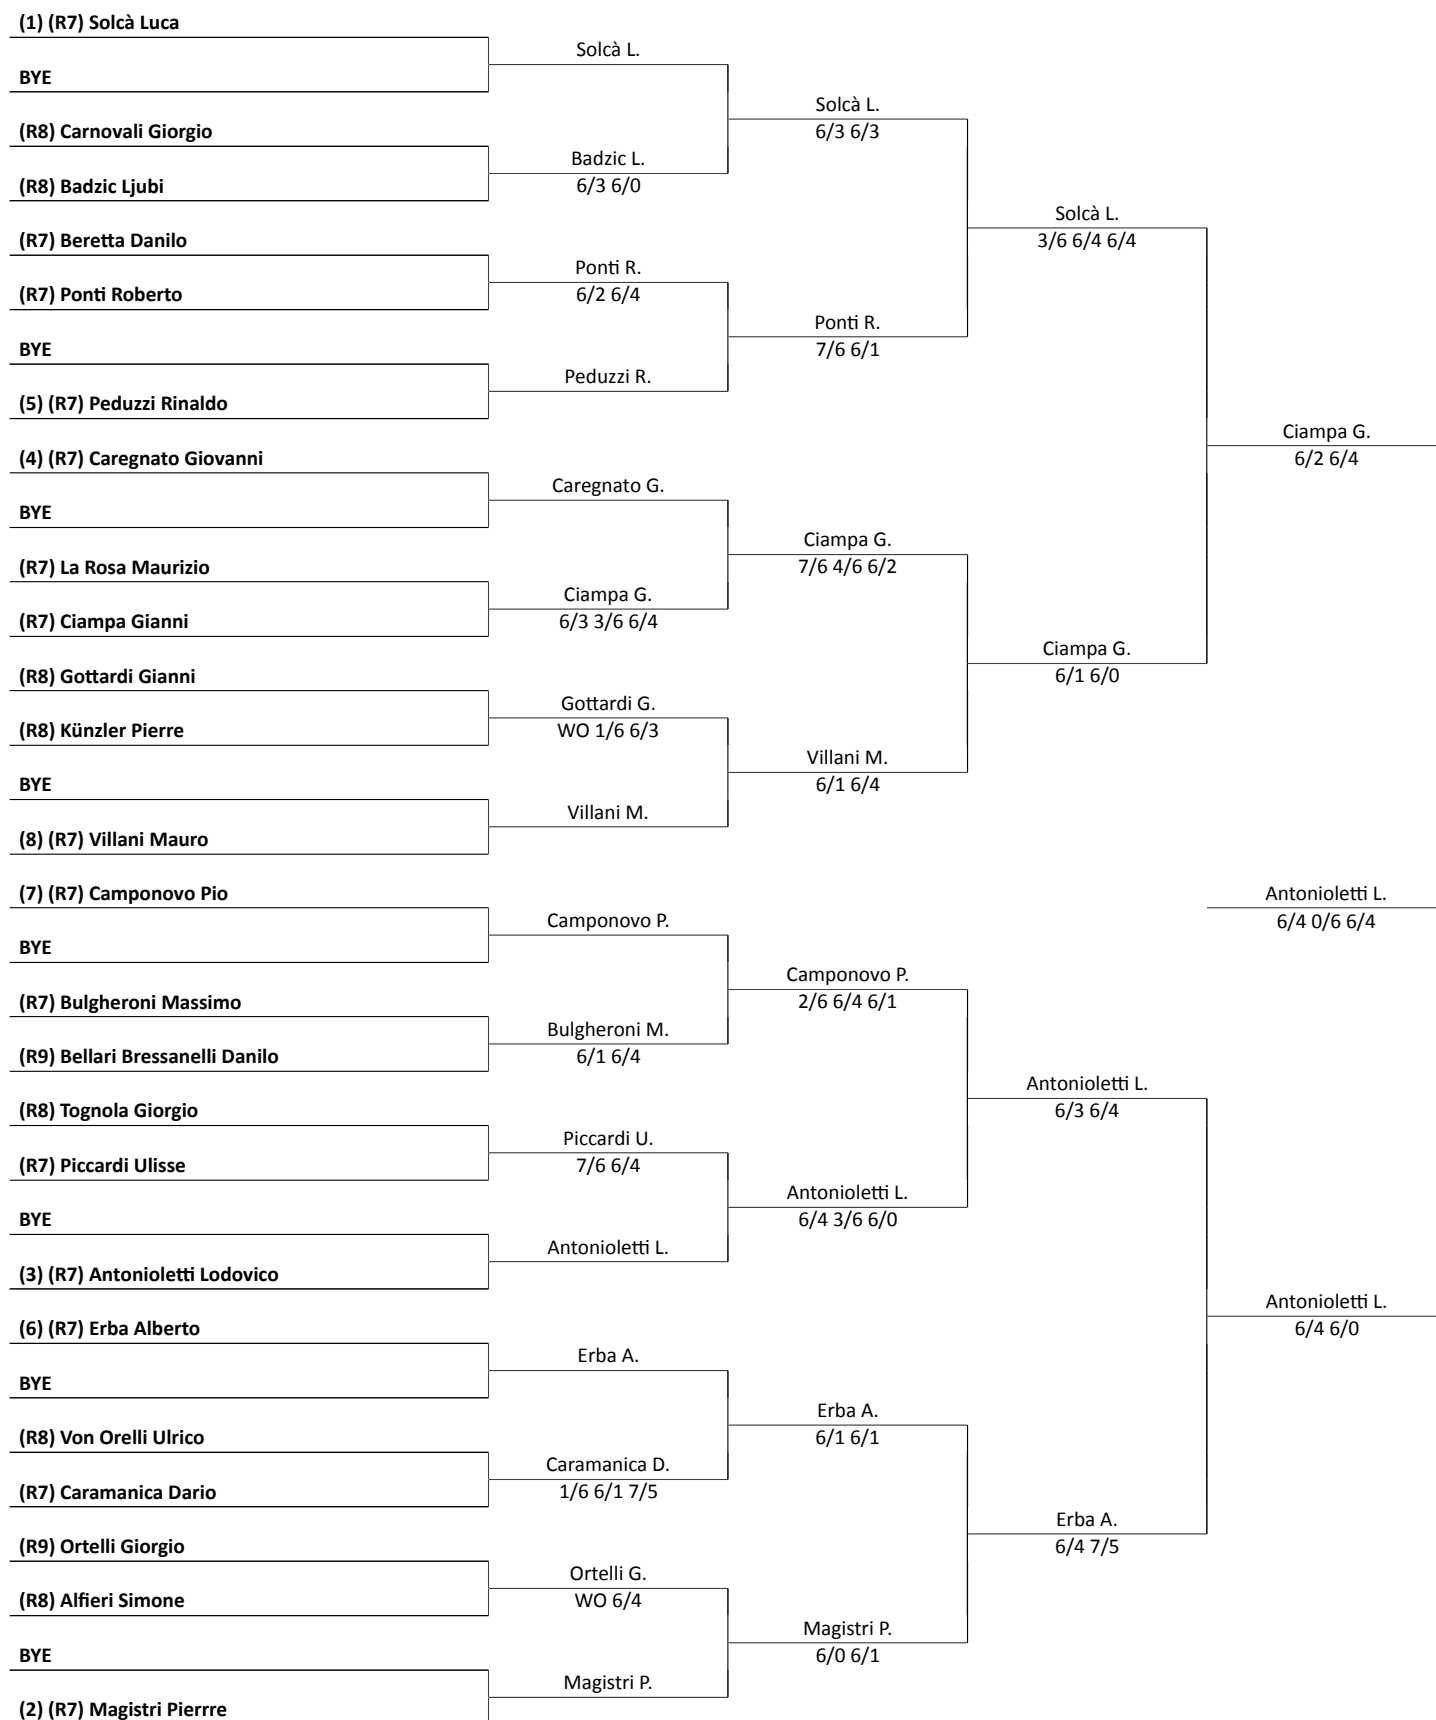 (1) (R7) Solcà Luca
Solcà L.
BYE
Solcà L.
6/3 6/3
(R8) Carnovali Giorgio
Badzic L.
6/3 6/0
(R8) Badzic Ljubi
Solcà L.
3/6 6/4 6/4
(R7) Beretta Danilo
Ponti R.
6/2 6/4
(R7) Ponti Roberto
Ponti R.
7/6 6/1
BYE
Peduzzi R.
(5) (R7) Peduzzi Rinaldo
Ciampa G.
6/2 6/4
(4) (R7) Caregnato Giovanni
Caregnato G.
BYE
Ciampa G.
7/6 4/6 6/2
(R7) La Rosa Maurizio
Ciampa G.
6/3 3/6 6/4
(R7) Ciampa Gianni
Ciampa G.
6/1 6/0
(R8) Gottardi Gianni
Gottardi G.
WO 1/6 6/3
(R8) Künzler Pierre
Villani M.
6/1 6/4
BYE
Villani M.
(8) (R7) Villani Mauro
(7) (R7) Camponovo Pio
Antonioletti L.
6/4 0/6 6/4
Camponovo P.
BYE
Camponovo P.
2/6 6/4 6/1
(R7) Bulgheroni Massimo
Bulgheroni M.
6/1 6/4
(R9) Bellari Bressanelli Danilo
Antonioletti L.
6/3 6/4
(R8) Tognola Giorgio
Piccardi U.
7/6 6/4
(R7) Piccardi Ulisse
Antonioletti L.
6/4 3/6 6/0
BYE
Antonioletti L.
(3) (R7) Antonioletti Lodovico
Antonioletti L.
6/4 6/0
(6) (R7) Erba Alberto
Erba A.
BYE
Erba A.
6/1 6/1
(R8) Von Orelli Ulrico
Caramanica D.
1/6 6/1 7/5
(R7) Caramanica Dario
Erba A.
6/4 7/5
(R9) Ortelli Giorgio
Ortelli G.
WO 6/4
(R8) Alfieri Simone
Magistri P.
6/0 6/1
BYE
Magistri P.
(2) (R7) Magistri Pierrre